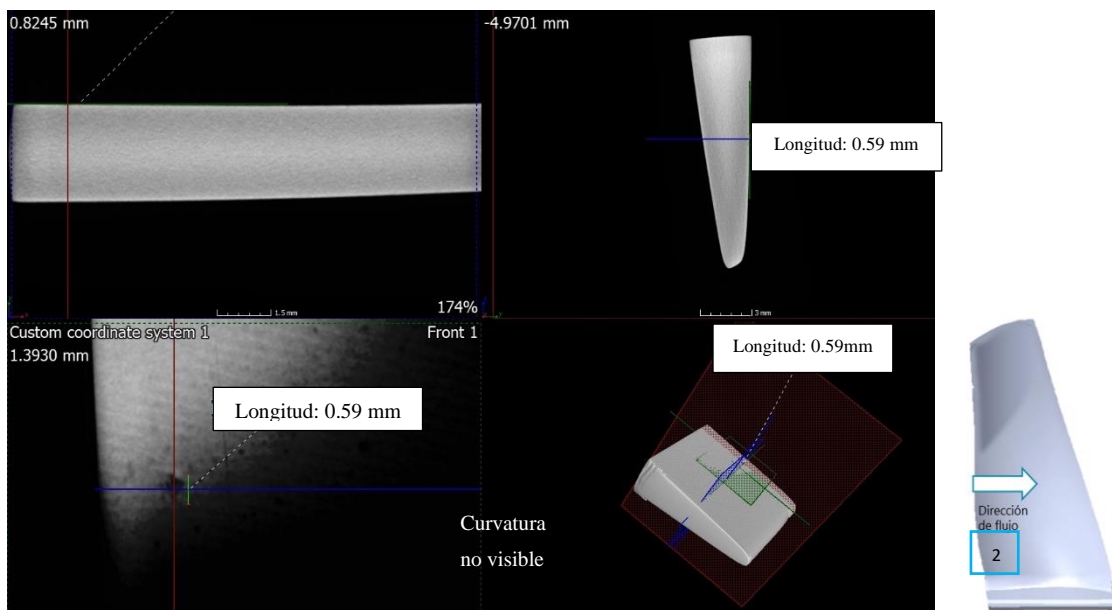 0.8245 mm
-4.9701 mm
Longitud: 0.59 mm
174%
1.5 mm
3 mm
Custom coordinate system 1
Front 1
1.3930 mm
Longitud: 0.59 mm
Longitud: 0.59mm
Curvatura
no visible
Dirección
de flujo
2